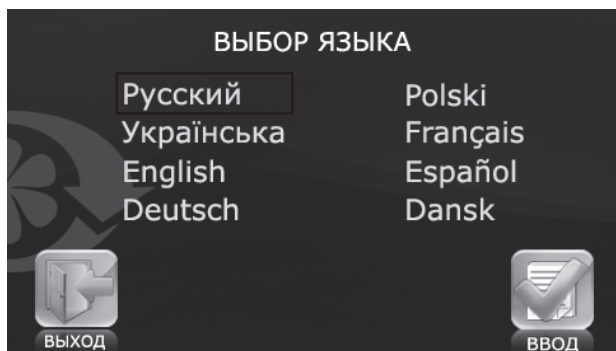 ВЫБОР ЯЗЫКА
Русский
Українська
English
Deutsch
Polski
Français
Español
Dansk
ВЫХОД
ВВОД